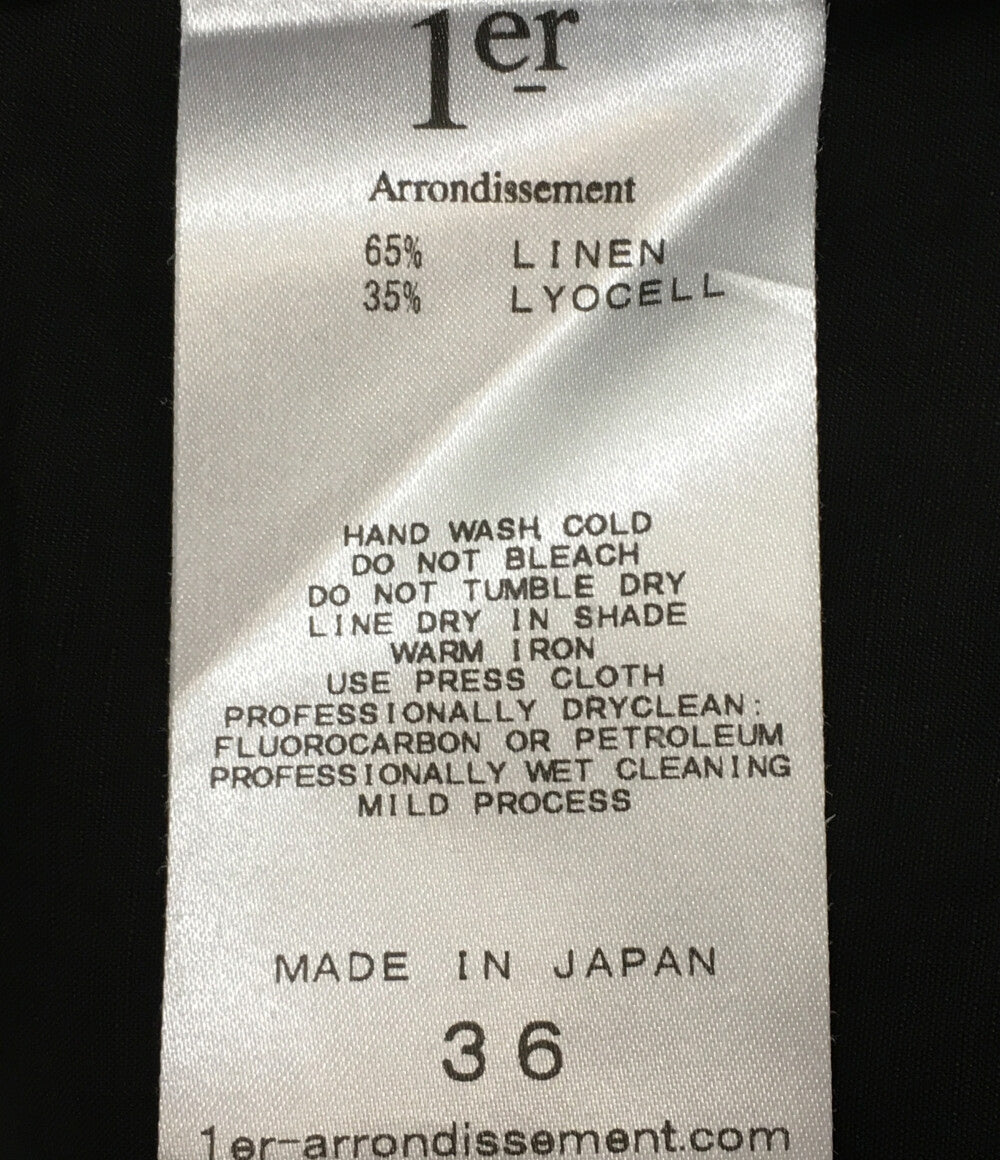 1er
Arrondissement
65% LINEN
35% LYOCELL
HAND WASH COLD
DO NOT BLEACH
DO NOT TUMBLE DRY
LINE DRY IN SHADE
WARM IRON
USE PRESS CLOTH
PROFESSIONALLY DRYCLEAN:
FLUOROCARBON OR PETROLEUM
PROFESSIONALLY WET CLEANING
MILD PROCESS
MADE IN JAPAN
36
1er-arrondissement.com